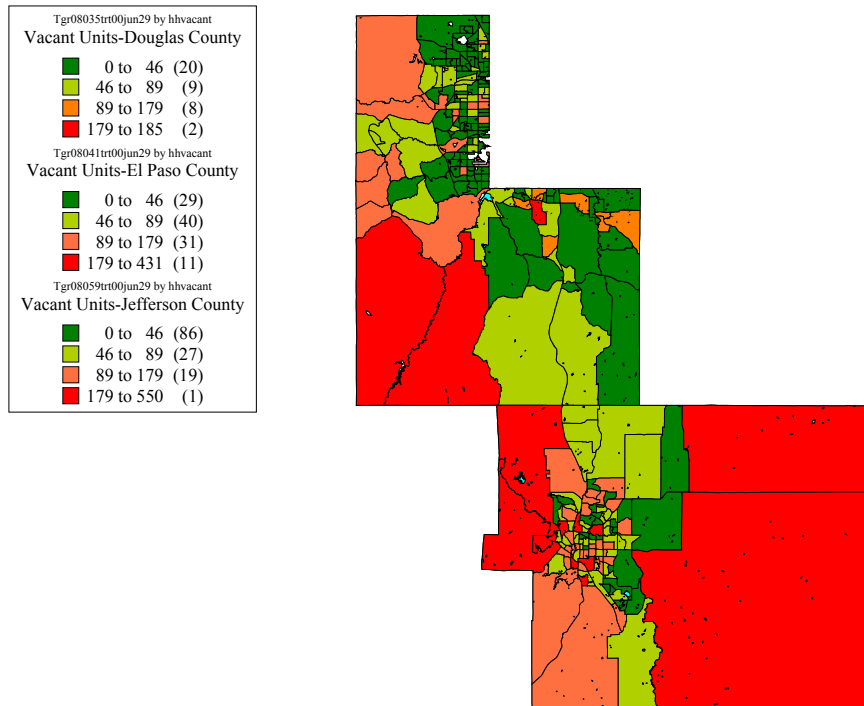 Tgr08035trt00jun29 by hhvacant
Vacant Units-Douglas County
0 to 46 (20)
46 to 89 (9)
89 to 179 (8)
179 to 185 (2)
Tgr08041trt00jun29 by hhvacant
Vacant Units-El Paso County
0 to 46 (29)
46 to 89 (40)
89 to 179 (31)
179 to 431 (11)
Tgr08059trt00jun29 by hhvacant
Vacant Units-Jefferson County
0 to 46 (86)
46 to 89 (27)
89 to 179 (19)
179 to 550 (1)